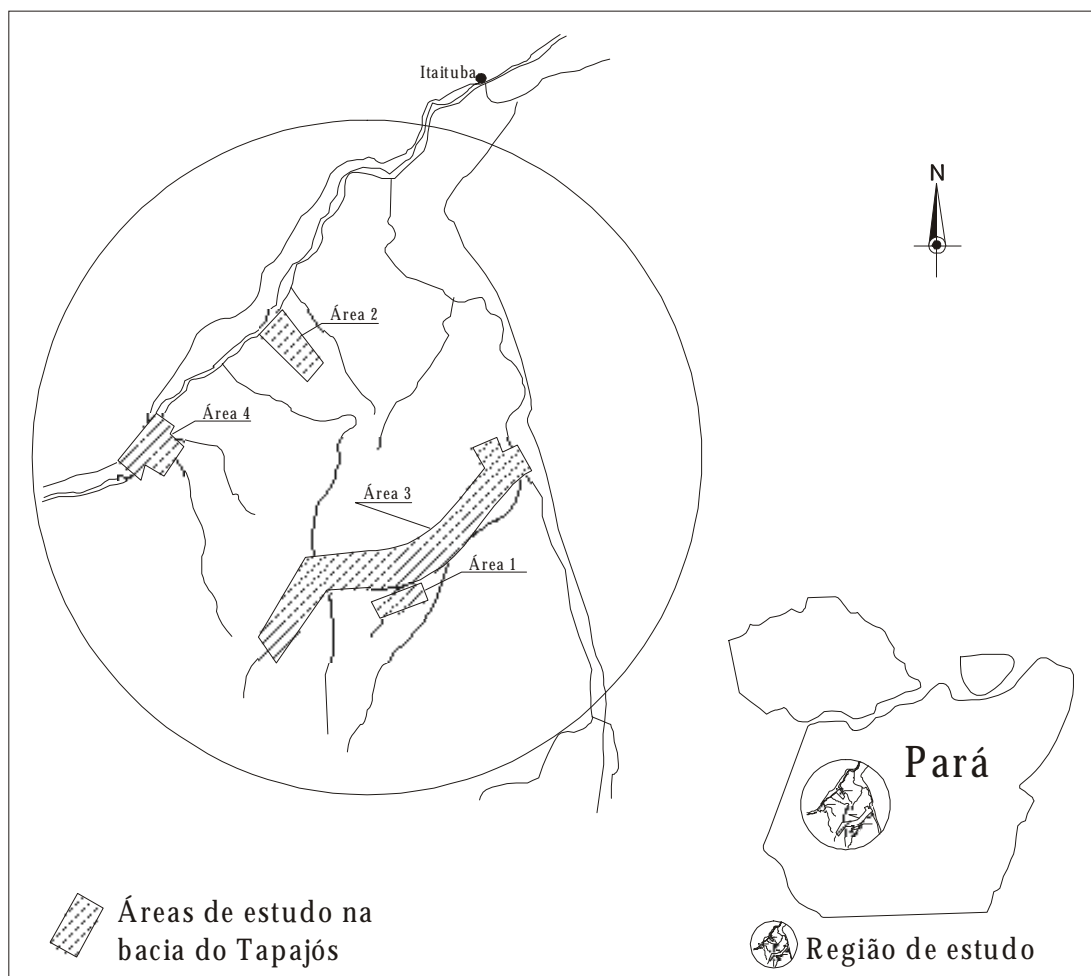 Itaituba
N
Área 2
Área 4
Área 3
Área 1
Pará
Áreas de estudo na
bacia do Tapajós
Região de estudo